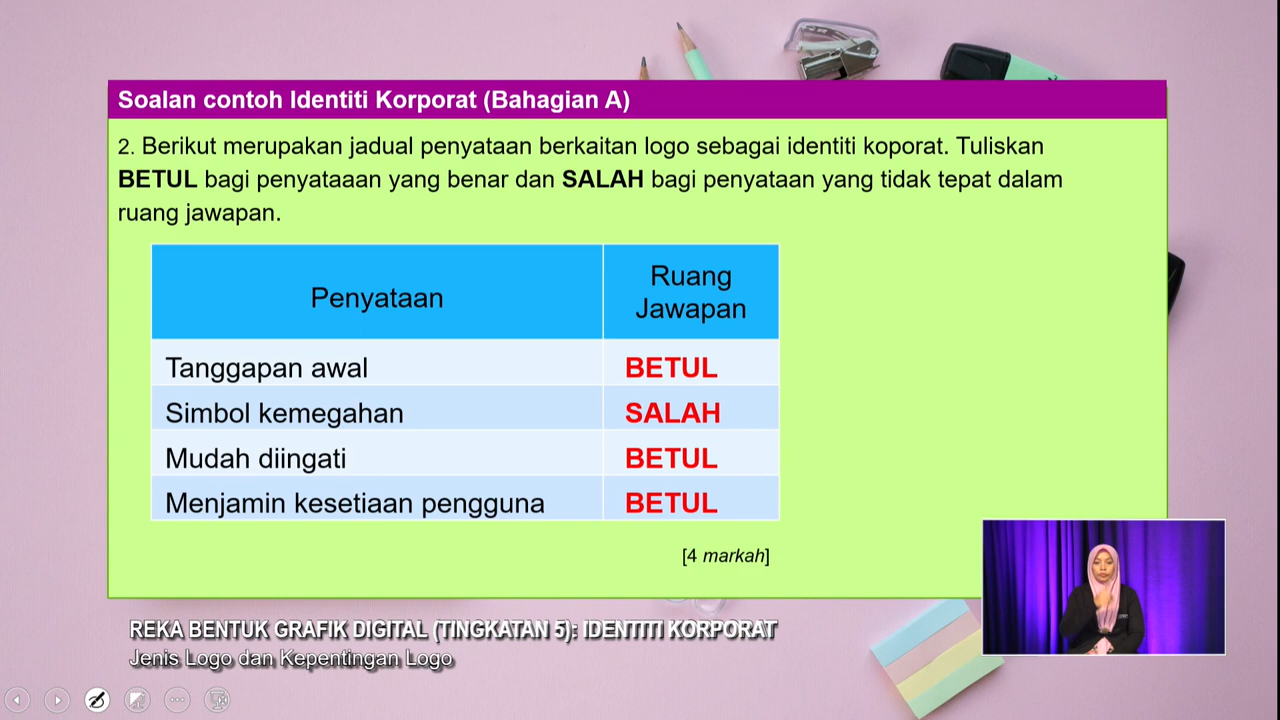 Soalan contoh Identiti Korporat (Bahagian A)
2. Berikut merupakan jadual penyataan berkaitan logo sebagai identiti koporat. Tuliskan
BETUL bagi penyataaan yang benar dan SALAH bagi penyataan yang tidak tepat dalam
ruang jawapan.
Penyataan
Ruang
Jawapan
Tanggapan awal BETUL
Simbol kemegahan SALAH
Mudah diingati BETUL
Menjamin kesetiaan pengguna BETUL
[4 markah]
REKA BENTUK GRAFIK DIGITAL (TINGKATAN 5): IDENTITI KORPORAT
Jenis Logo dan Kepentingan Logo